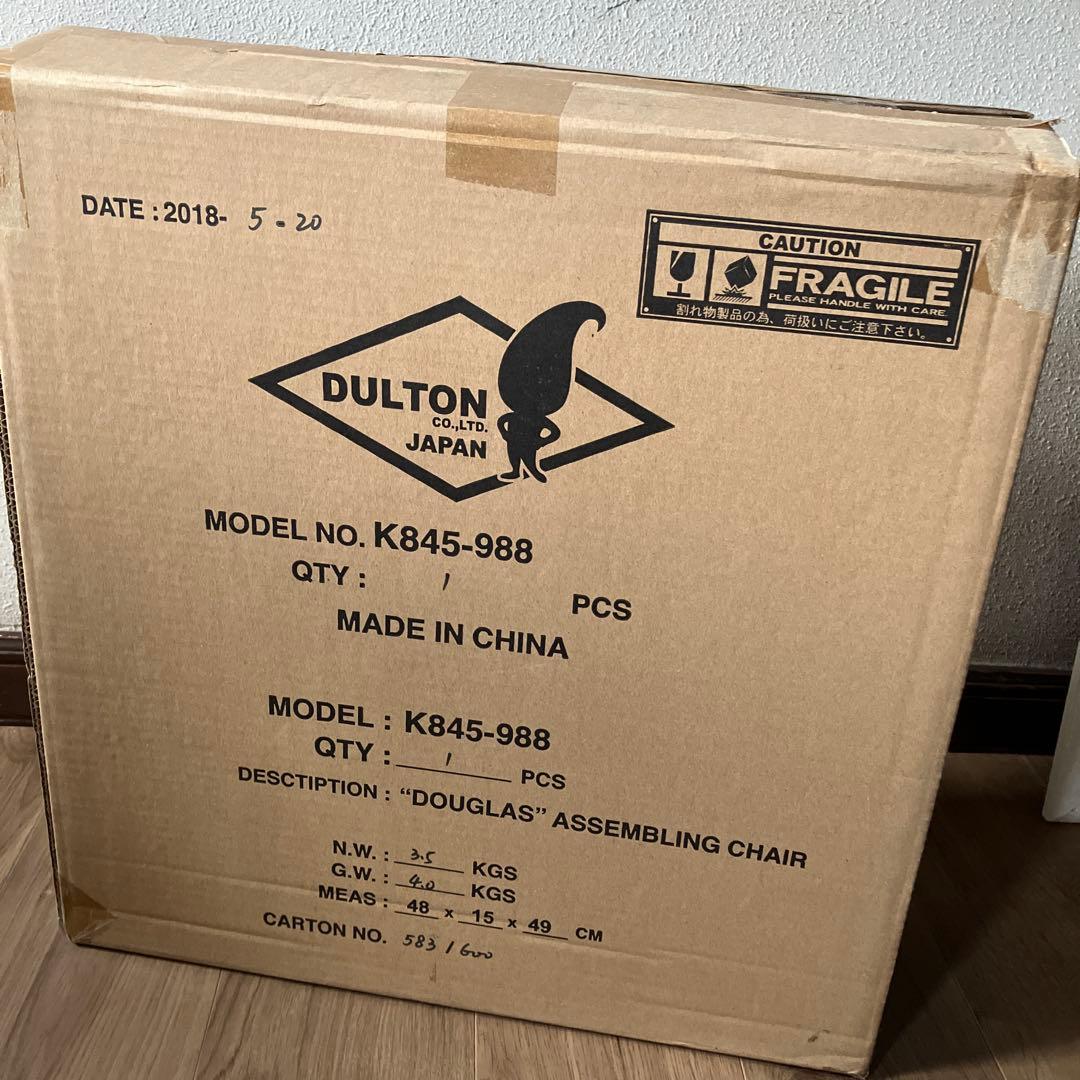 DATE : 2018- 5-20
CAUTION
FRAGILE
PLEASE HANDLE WITH CARE.
割れ物製品の為、荷扱いにご注意下さい。
DULTON
CO.,LTD.
JAPAN
MODEL NO. K845-988
QTY : 1 PCS
MADE IN CHINA
MODEL : K845-988
QTY : 1 PCS
DESCTIPTION : “DOUGLAS” ASSEMBLING CHAIR
N.W. : 3.5 KGS
G.W. : 4.0 KGS
MEAS : 48 x 15 x 49 CM
CARTON NO. 583/600